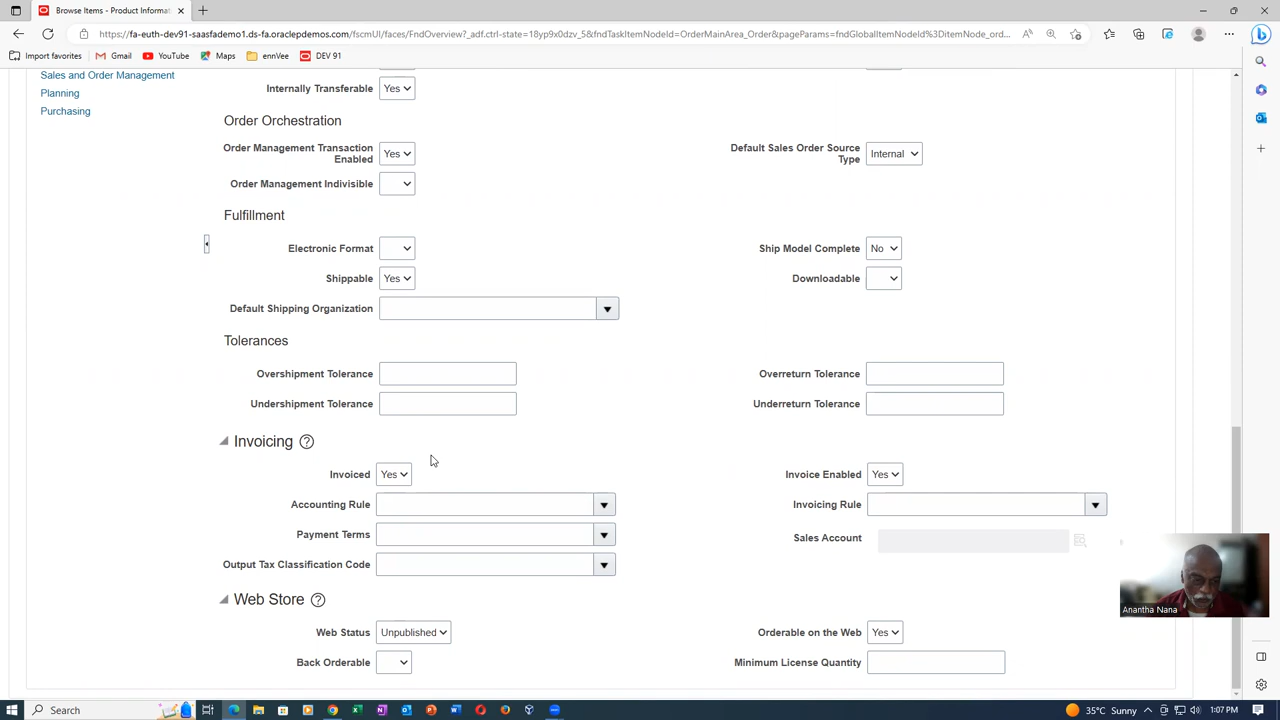 Browse Items - Product Informat
https://fa-euth-dev91-saasfademo1.ds-fa.oraclepdemos.com/fscmUI/faces/FndOverview?_adf.ctrl-state=18yp9x0dzv_5&fndTaskItemNodeId=OrderMainArea_Order&pageParams=fndGlobalItemNodeId%3DitemNode_ord...
Import favorites Gmail YouTube Maps ennVee DEV 91
Sales and Order Management
Planning
Purchasing
Internally Transferable Yes
Order Orchestration
Order Management Transaction Enabled Yes Default Sales Order Source Type Internal
Order Management Indivisible
Fulfillment
Electronic Format Ship Model Complete No
Shippable Yes Downloadable
Default Shipping Organization
Tolerances
Overshipment Tolerance Overreturn Tolerance
Undershipment Tolerance Underreturn Tolerance
Invoicing ?
Invoiced Yes Invoice Enabled Yes
Accounting Rule Invoicing Rule
Payment Terms Sales Account
Output Tax Classification Code
Web Store ?
Anantha Nana
Web Status Unpublished Orderable on the Web Yes
Back Orderable Minimum License Quantity
Search 35°C Sunny 1:07 PM